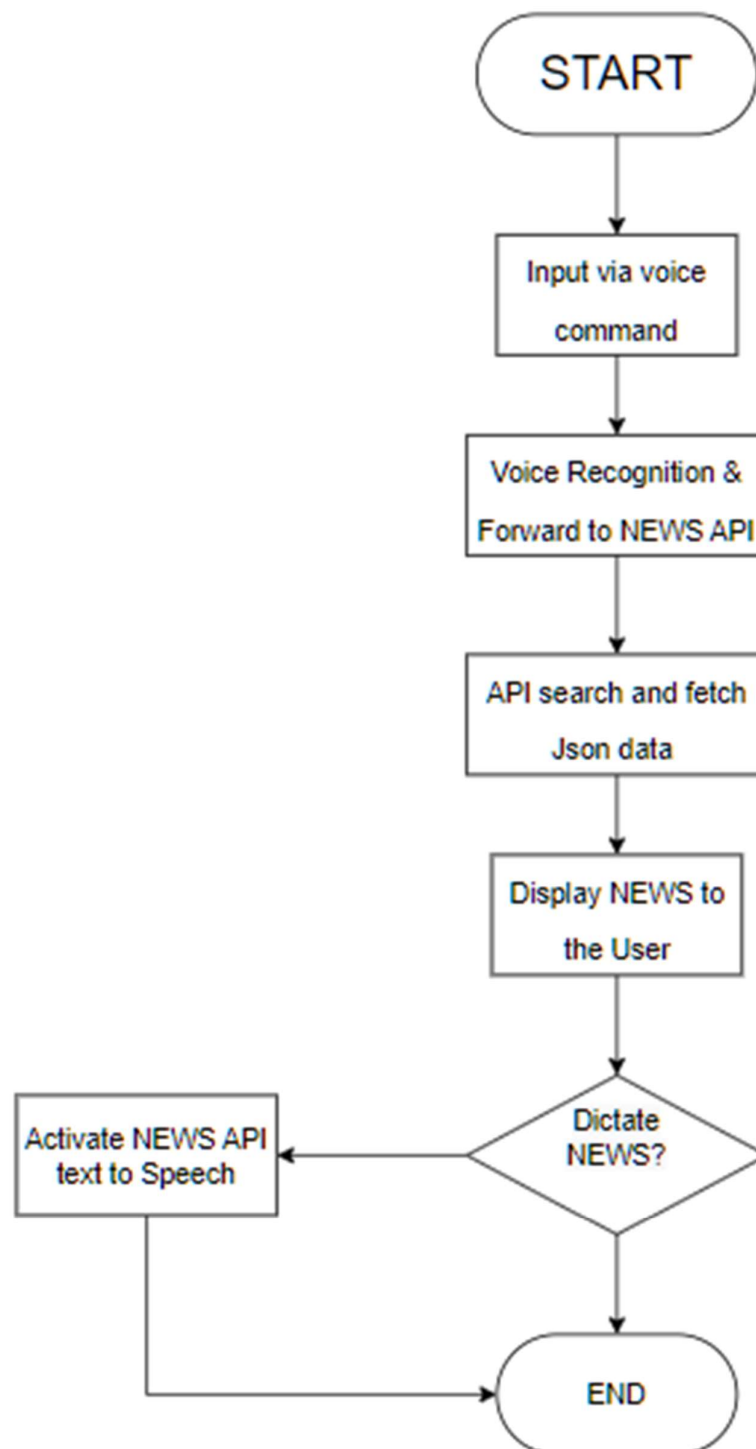 START
Input via voice
command
Voice Recognition &
Forward to NEWS API
API search and fetch
Json data
Display NEWS to
the User
Dictate
NEWS?
Activate NEWS API
text to Speech
END